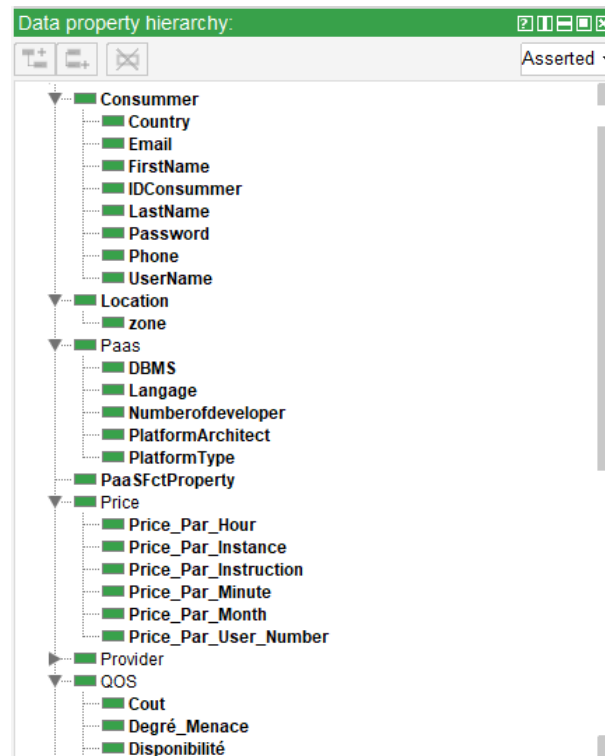 Data property hierarchy:
Asserted
Consummer
Country
Email
FirstName
IDConsummer
LastName
Password
Phone
UserName
Location
zone
Paas
DBMS
Langage
Numberofdeveloper
PlatformArchitect
PlatformType
PaaSFctProperty
Price
Price_Par_Hour
Price_Par_Instance
Price_Par_Instruction
Price_Par_Minute
Price_Par_Month
Price_Par_User_Number
Provider
QOS
Cout
Degré_Menace
Disponibilité